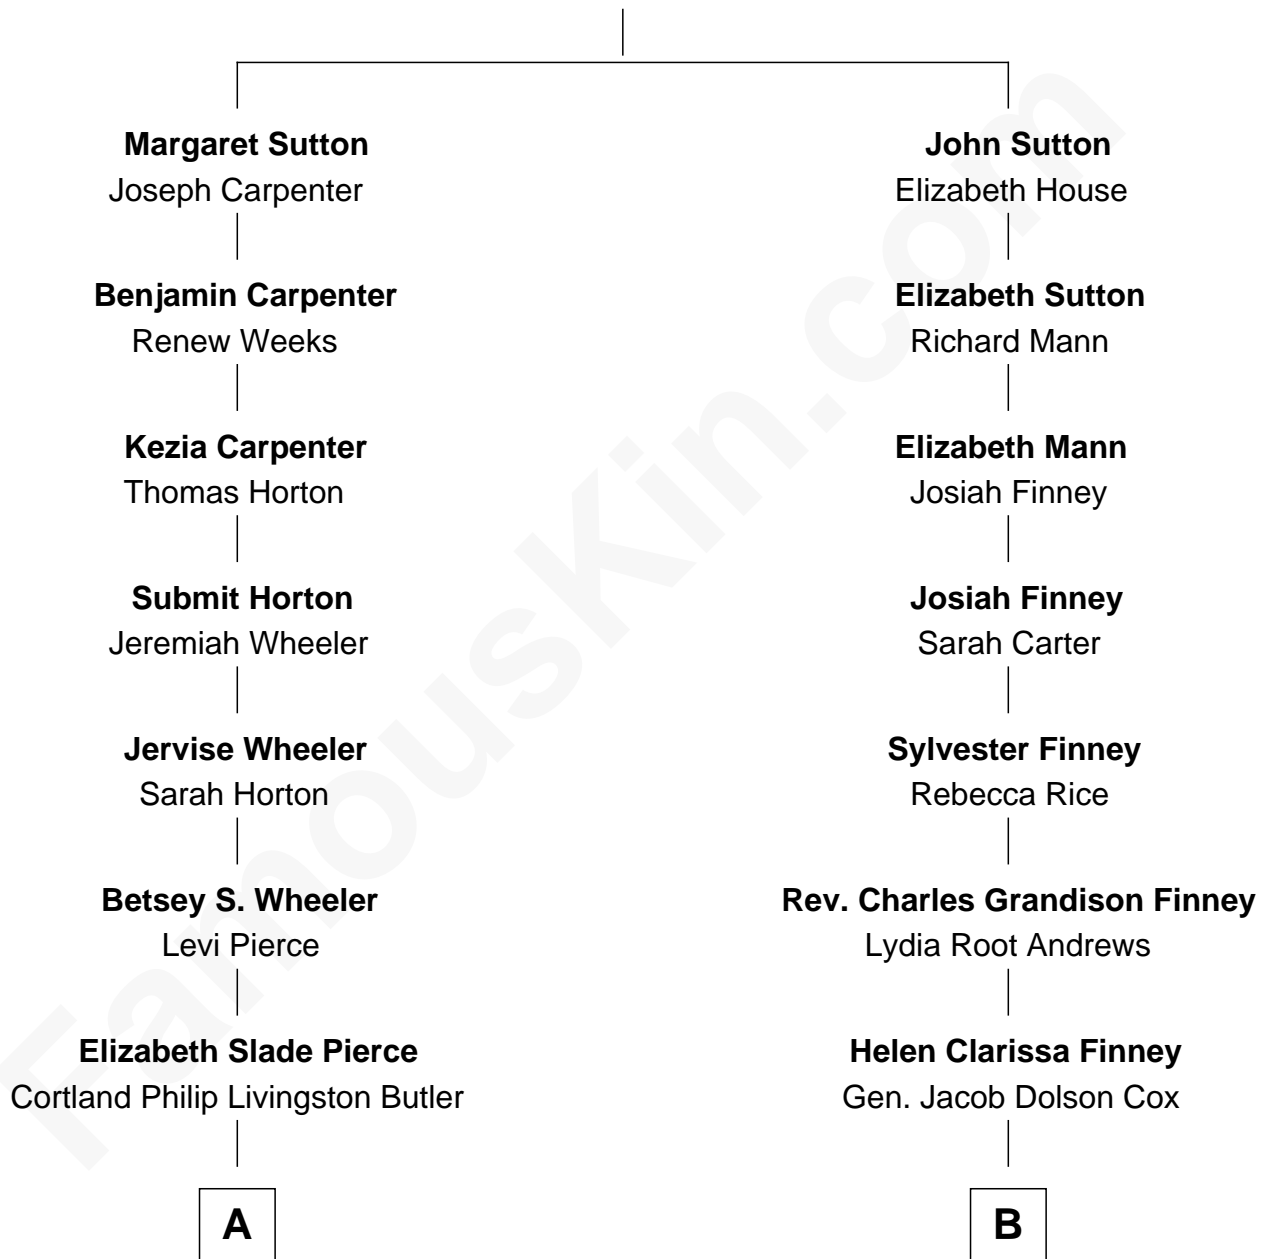 Margaret Sutton
Joseph Carpenter
John Sutton
Elizabeth House
Benjamin Carpenter
Renew Weeks
Elizabeth Sutton
Richard Mann
Kezia Carpenter
Thomas Horton
Elizabeth Mann
Josiah Finney
Submit Horton
Jeremiah Wheeler
Josiah Finney
Sarah Carter
Jervise Wheeler
Sarah Horton
Sylvester Finney
Rebecca Rice
Betsey S. Wheeler
Levi Pierce
Rev. Charles Grandison Finney
Lydia Root Andrews
Elizabeth Slade Pierce
Cortland Philip Livingston Butler
Helen Clarissa Finney
Gen. Jacob Dolson Cox
A
B
FamousKin.com